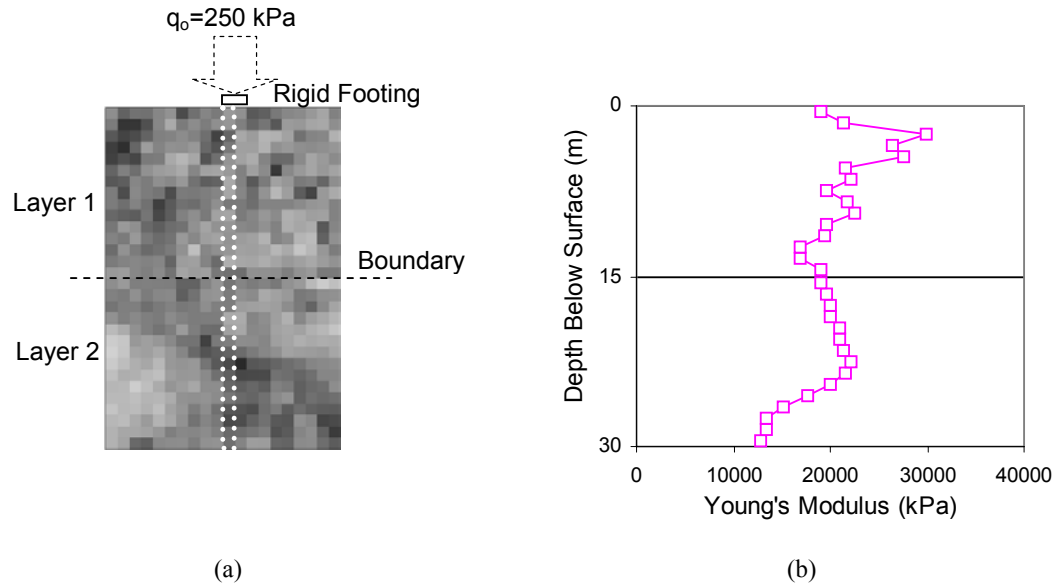 qo=250 kPa
Rigid Footing
Layer 1
Boundary
Layer 2
(a)
0
15
30
Depth Below Surface (m)
0 10000 20000 30000 40000
Young's Modulus (kPa)
(b)